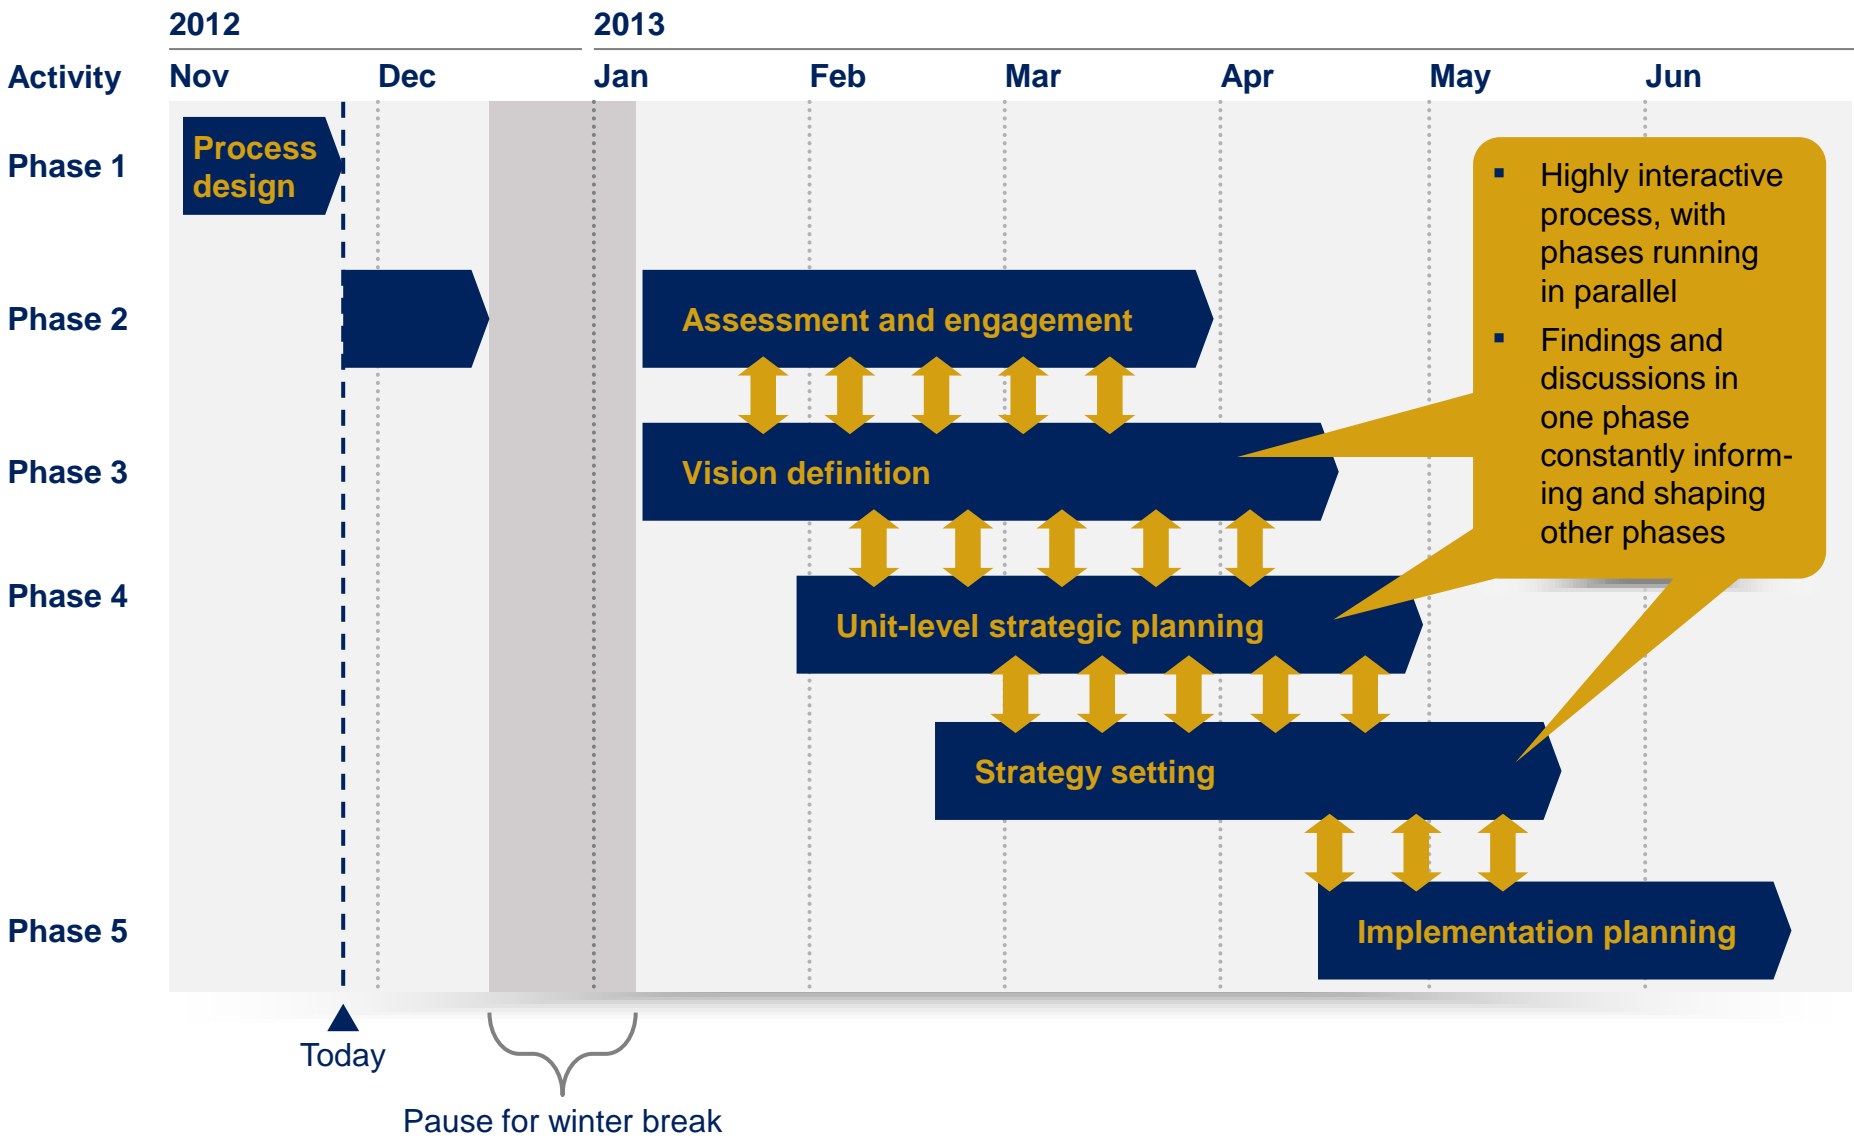 2012
2013
Activity
Nov
Dec
Jan
Feb
Mar
Apr
May
Jun
Phase 1
Process
design
Phase 2
Assessment and engagement
Phase 3
Vision definition
Phase 4
Unit-level strategic planning
Strategy setting
Phase 5
Implementation planning
▪ Highly interactive
process, with
phases running
in parallel
▪ Findings and
discussions in
one phase
constantly inform-
ing and shaping
other phases
Today
Pause for winter break